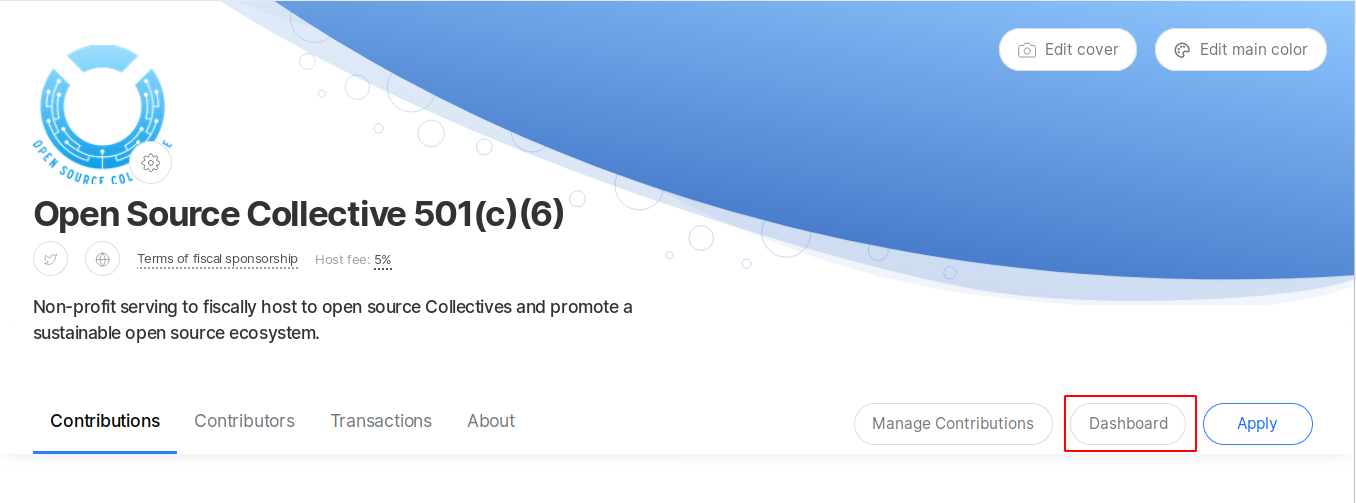 Edit cover
Edit main color
OPEN SOURCE COL E
Open Source Collective 501(c)(6)
Terms of fiscal sponsorship Host fee: 5%
Non-profit serving to fiscally host to open source Collectives and promote a
sustainable open source ecosystem.
Contributions Contributors Transactions About Manage Contributions Dashboard Apply